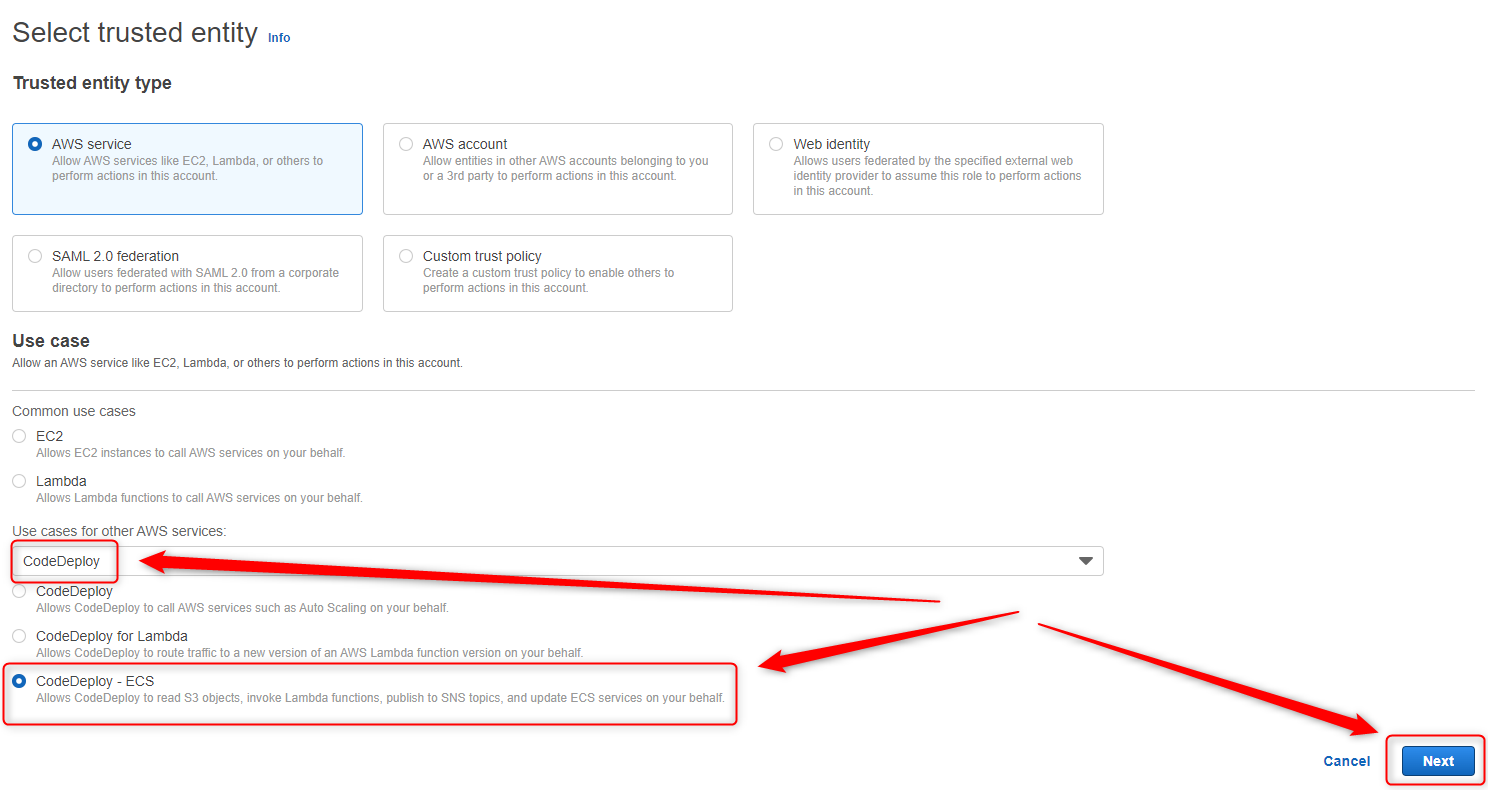 Select trusted entity Info
Trusted entity type
AWS service
Allow AWS services like EC2, Lambda, or others to
perform actions in this account.
AWS account
Allow entities in other AWS accounts belonging to you
or a 3rd party to perform actions in this account.
Web identity
Allows users federated by the specified external web
identity provider to assume this role to perform actions
in this account.
SAML 2.0 federation
Allow users federated with SAML 2.0 from a corporate
directory to perform actions in this account.
Custom trust policy
Create a custom trust policy to enable others to
perform actions in this account.
Use case
Allow an AWS service like EC2, Lambda, or others to perform actions in this account.
Common use cases
EC2
Allows EC2 instances to call AWS services on your behalf.
Lambda
Allows Lambda functions to call AWS services on your behalf.
Use cases for other AWS services:
CodeDeploy
CodeDeploy
Allows CodeDeploy to call AWS services such as Auto Scaling on your behalf.
CodeDeploy for Lambda
Allows CodeDeploy to route traffic to a new version of an AWS Lambda function version on your behalf.
CodeDeploy - ECS
Allows CodeDeploy to read S3 objects, invoke Lambda functions, publish to SNS topics, and update ECS services on your behalf.
Cancel
Next